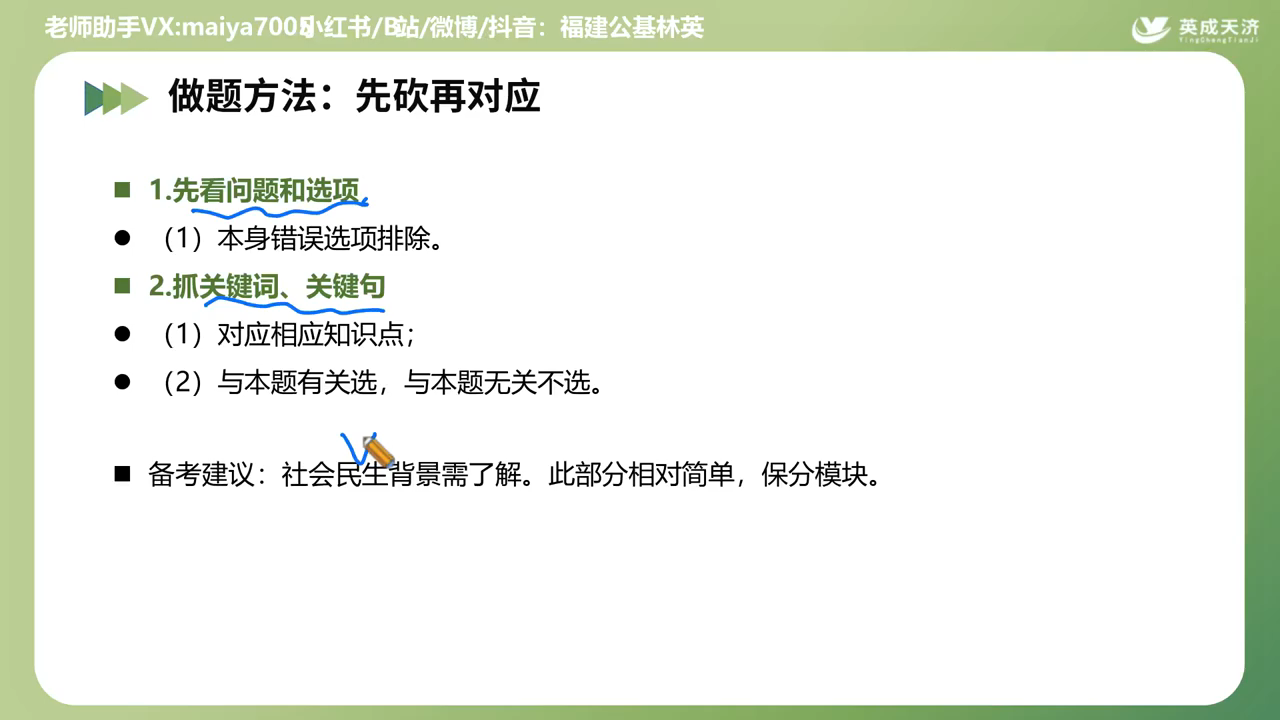 老师助手VX:maiya7005小红书/B站/微博/抖音：福建公基林英
英成天济
YingChengTianJi
做题方法：先砍再对应
1.先看问题和选项
（1）本身错误选项排除。
2.抓关键词、关键句
（1）对应相应知识点；
（2）与本题有关选，与本题无关不选。
备考建议：社会民生背景需了解。此部分相对简单，保分模块。